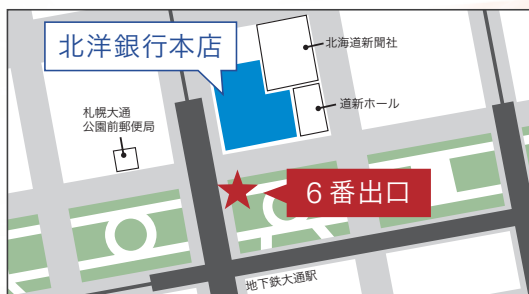 北洋銀行本店
北海道新聞社
道新ホール
札幌大通
公園前郵便局
6番出口
地下鉄大通駅